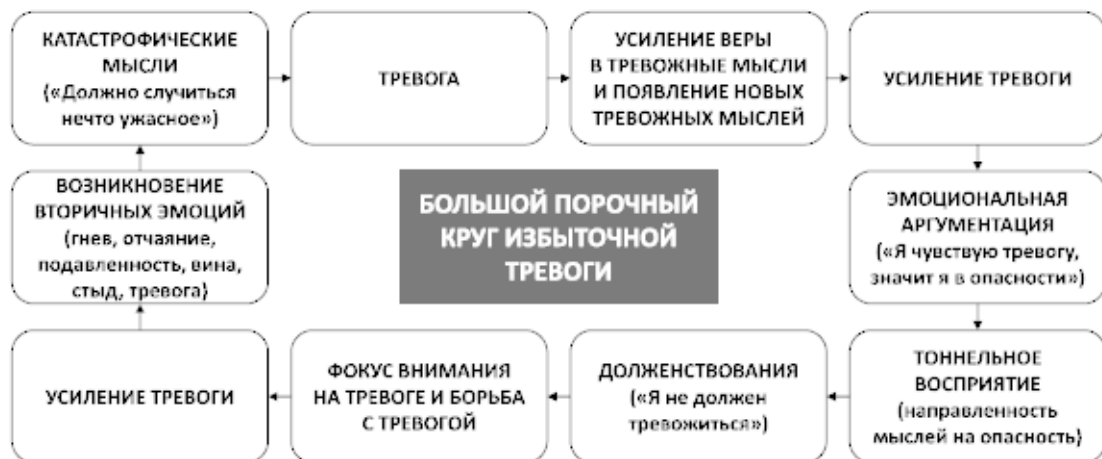 КАТАСТРОФИЧЕСКИЕ
МЫСЛИ
(«Должно случиться
нечто ужасное»)
ТРЕВОГА
УСИЛЕНИЕ ВЕРЫ
В ТРЕВОЖНЫЕ МЫСЛИ
И ПОЯВЛЕНИЕ НОВЫХ
ТРЕВОЖНЫХ МЫСЛЕЙ
УСИЛЕНИЕ ТРЕВОГИ
ВОЗНИКНОВЕНИЕ
ВТОРИЧНЫХ ЭМОЦИЙ
(гнев, отчаяние,
подавленность, вина,
стыд, тревога)
БОЛЬШОЙ ПОРОЧНЫЙ
КРУГ ИЗБЫТОЧНОЙ
ТРЕВОГИ
ЭМОЦИОНАЛЬНАЯ
АРГУМЕНТАЦИЯ
(«Я чувствую тревогу,
значит я в опасности»)
УСИЛЕНИЕ ТРЕВОГИ
ФОКУС ВНИМАНИЯ
НА ТРЕВОГЕ И БОРЬБА
С ТРЕВОГОЙ
ДОЛЖЕНСТВОВАНИЯ
(«Я не должен
тревожиться»)
ТОННЕЛЬНОЕ
ВОСПРИЯТИЕ
(направленность
мыслей на опасность)